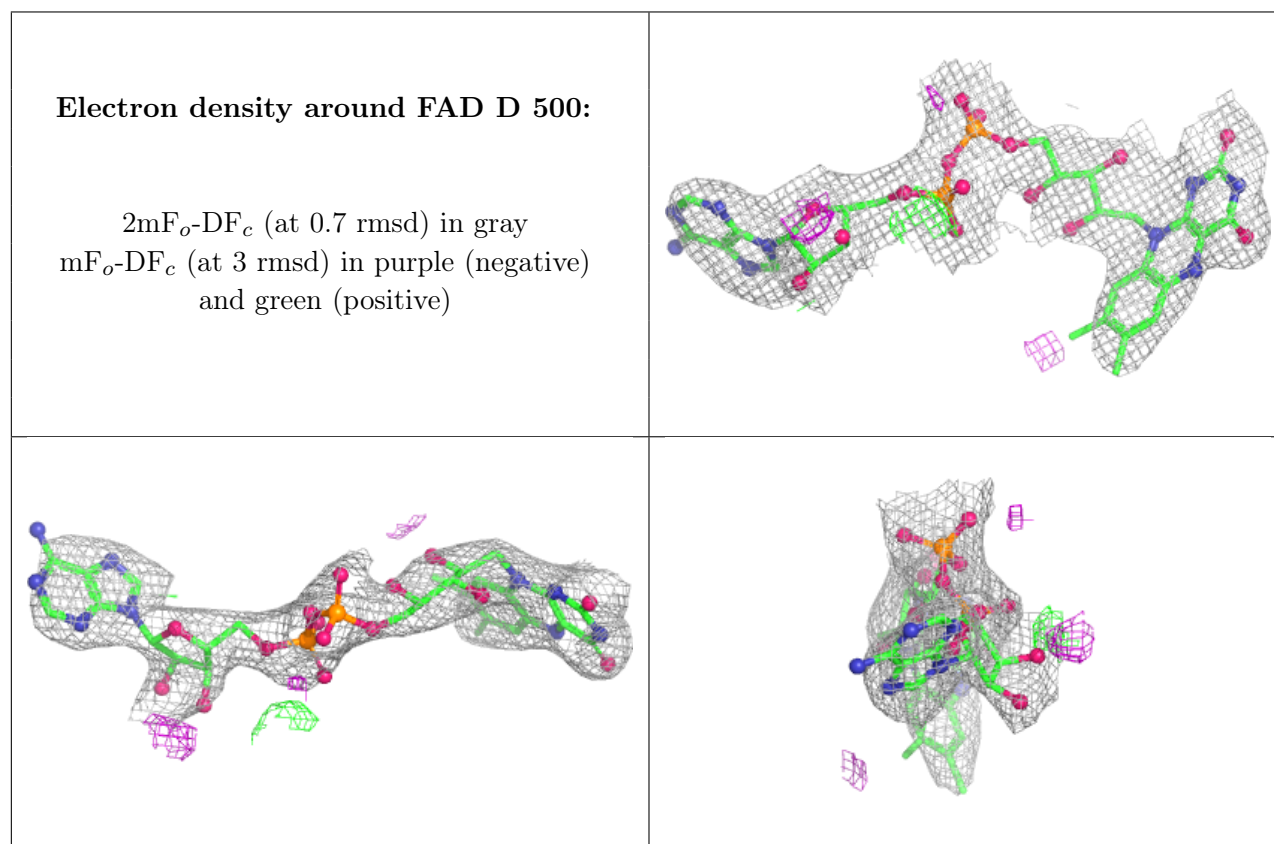 Electron density around FAD D 500:
2mFo-DFc (at 0.7 rmsd) in gray
mFo-DFc (at 3 rmsd) in purple (negative)
and green (positive)